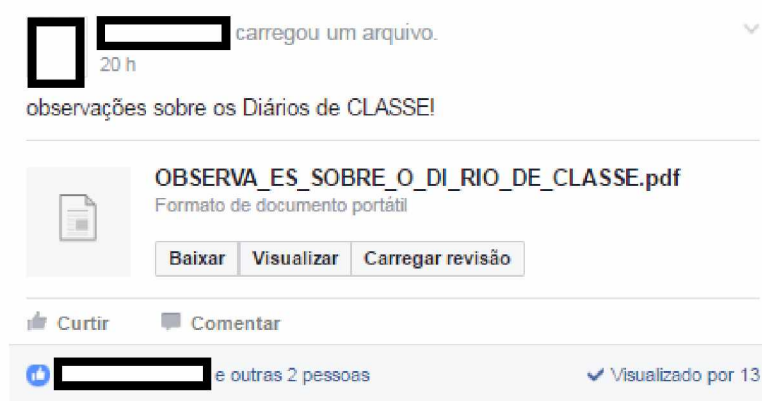 carregou um arquivo.
20 h
observações sobre os Diários de CLASSE!
OBSERVA_ES_SOBRE_O_DI_RIO_DE_CLASSE.pdf
Formato de documento portátil
Baixar Visualizar Carregar revisão
Curtir Comentar
e outras 2 pessoas Visualizado por 13